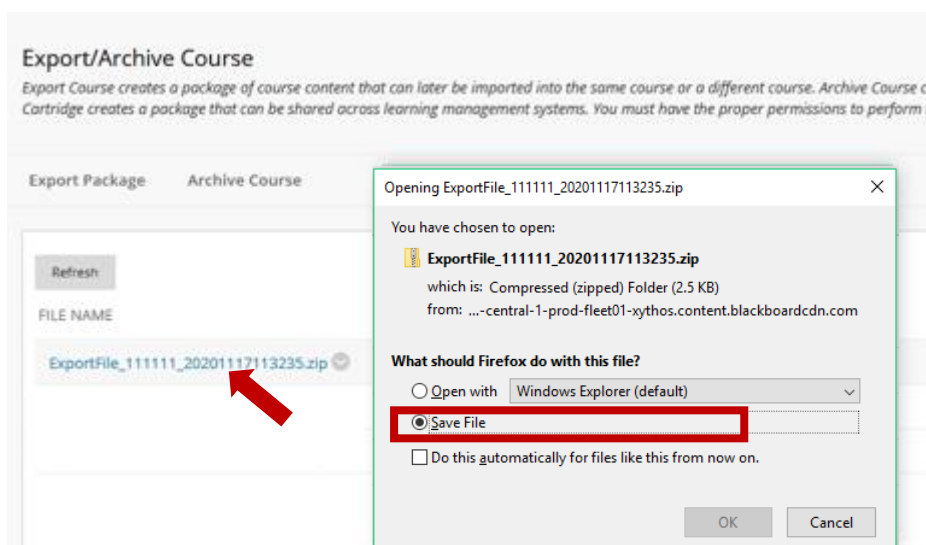 Export/Archive Course
Export Course creates a package of course content that can later be imported into the same course or a different course. Archive Course
Cartridge creates a package that can be shared across learning management systems. You must have the proper permissions to perform
Export Package Archive Course
Refresh
FILE NAME
ExportFile_111111_20201117113235.zip
Opening ExportFile_111111_20201117113235.zip
You have chosen to open:
ExportFile_111111_20201117113235.zip
which is: Compressed (zipped) Folder (2.5 KB)
from: ...-central-1-prod-fleet01-xythos.content.blackboardcdn.com
What should Firefox do with this file?
Open with Windows Explorer (default)
Save File
Do this automatically for files like this from now on.
OK Cancel